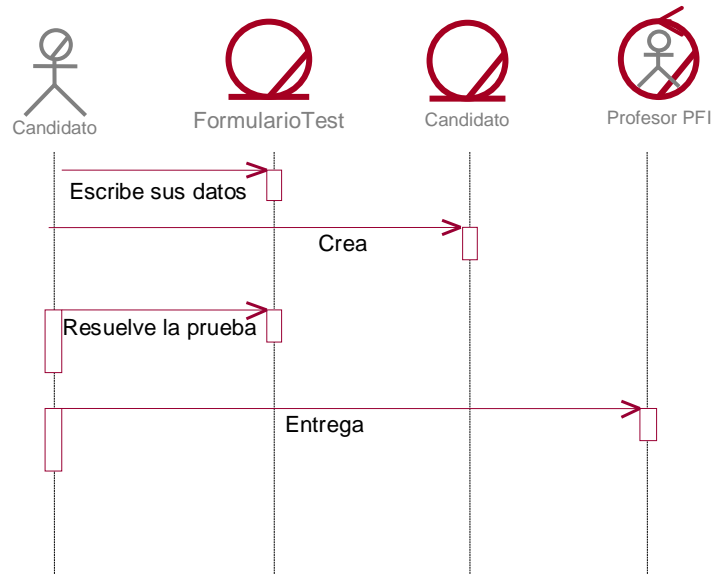 Candidato
FormularioTest
Candidato
Profesor PFI
Escribe sus datos
Crea
Resuelve la prueba
Entrega